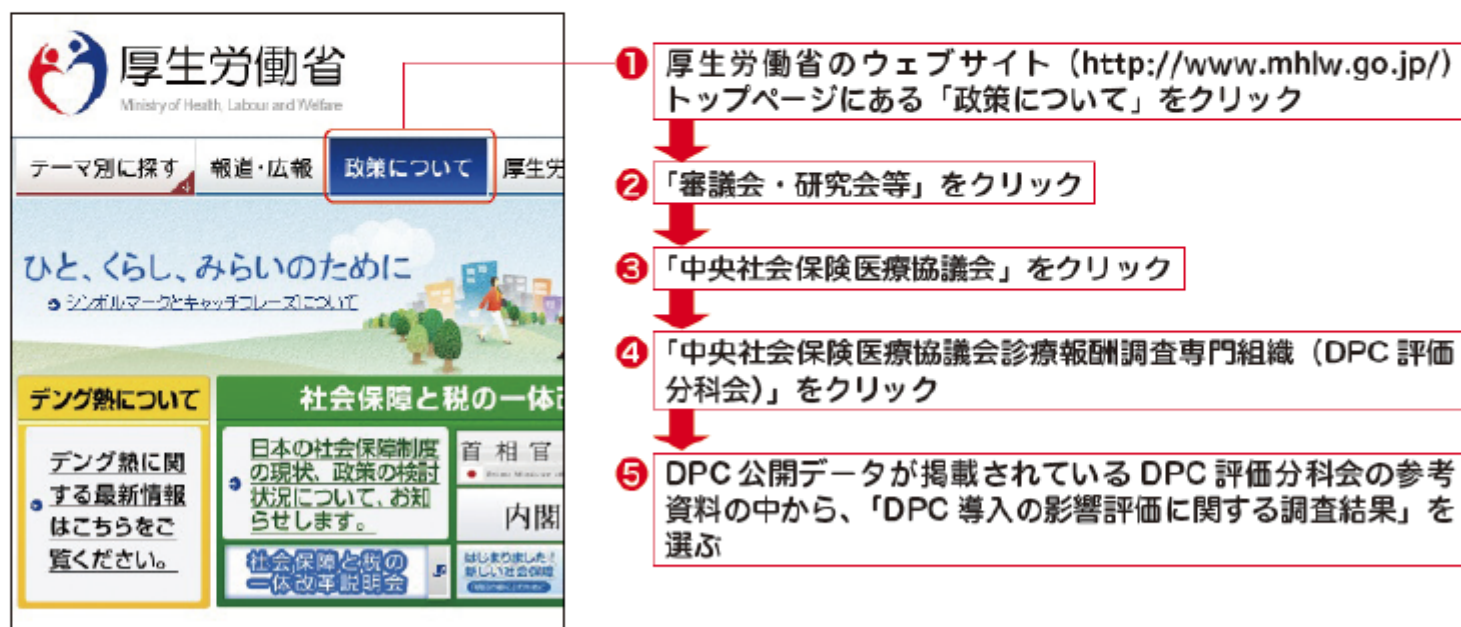 厚生労働省
Ministry of Health, Labour and Welfare
テーマ別に探す
報道・広報
政策について
厚生労
ひと、くらし、みらいのために
シンボルマークとキャッチフレーズについて
デング熱について
デング熱に関
する最新情報
はこちらをご
覧ください。
社会保障と税の一体
日本の社会保障制度
の現状、政策の検討
状況について、お知
らせします。
首相官
内閣
社会保障と税の
一体改革説明会
はじまりました!
新しい社会保障
❶ 厚生労働省のウェブサイト(http://www.mhlw.go.jp/)
トップページにある「政策について」をクリック
❷ 「審議会・研究会等」をクリック
❸ 「中央社会保険医療協議会」をクリック
❹ 「中央社会保険医療協議会診療報酬調査専門組織(DPC 評価
分科会)」をクリック
❺ DPC 公開データが掲載されている DPC 評価分科会の参考
資料の中から、「DPC 導入の影響評価に関する調査結果」を
選ぶ